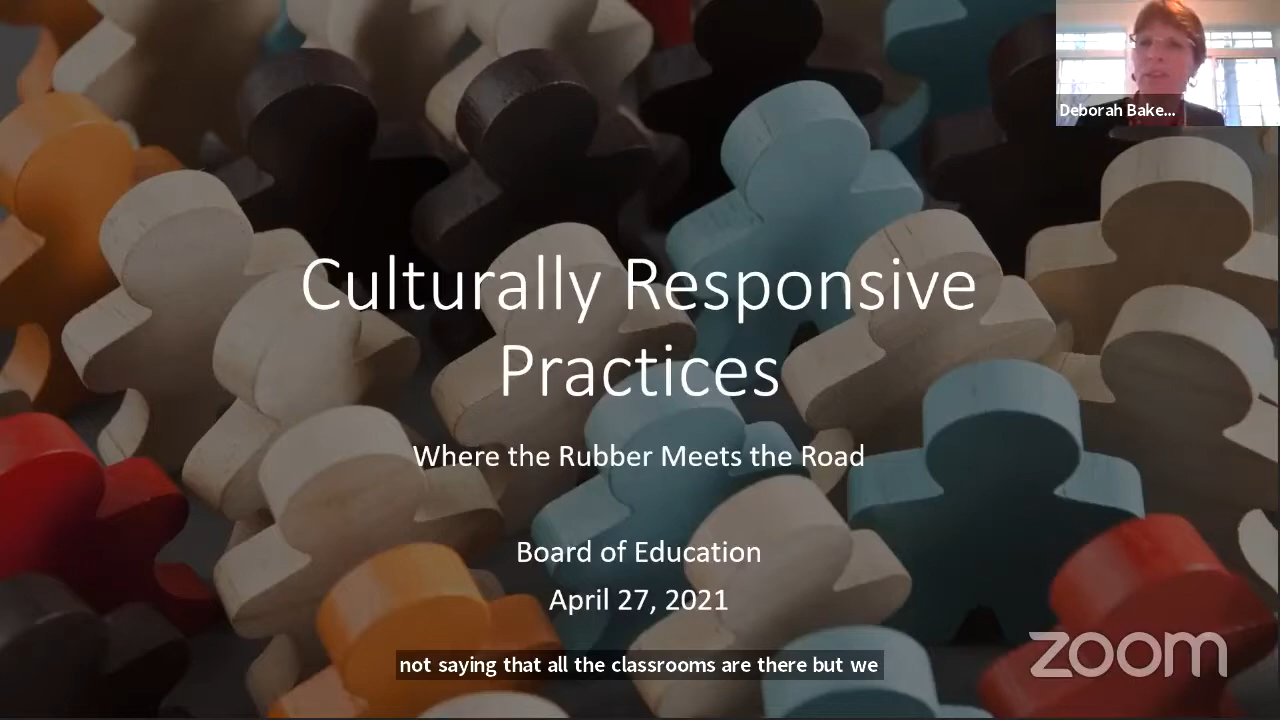 Deborah Bake...
Culturally Responsive
Practices
Where the Rubber Meets the Road
Board of Education
April 27, 2021
not saying that all the classrooms are there but we
zoom